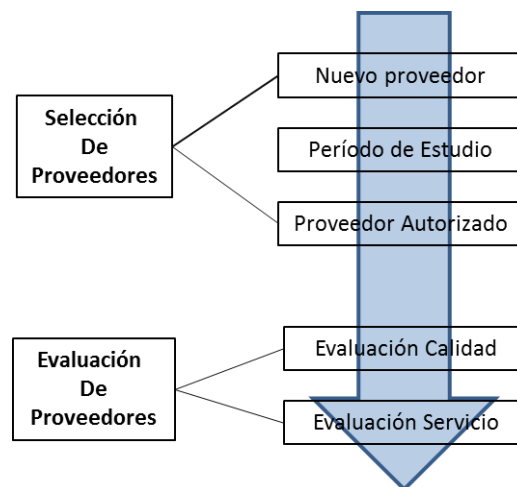 Nuevo proveedor
Selección
De
Proveedores
Período de Estudio
Proveedor Autorizado
Evaluación Calidad
Evaluación
De
Proveedores
Evaluación Servicio